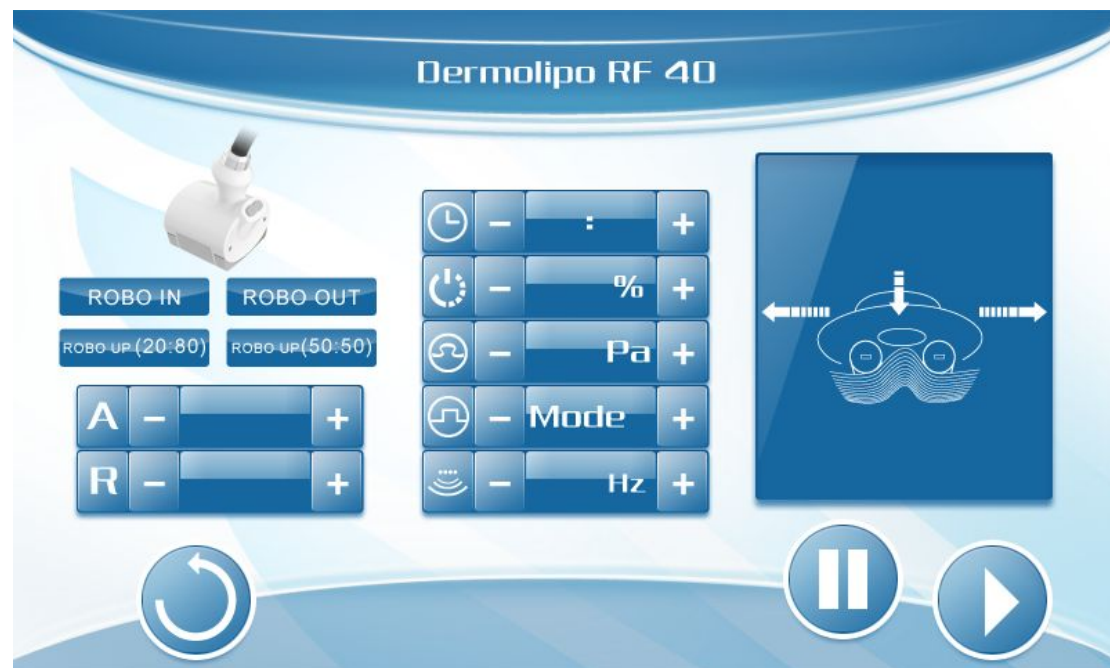 Dermolipo RF 40
ROBO IN
ROBO OUT
ROBO UP(20:80)
ROBO UP(50:50)
A - +
R - +
- : +
- % +
- Pa +
- Mode +
- Hz +